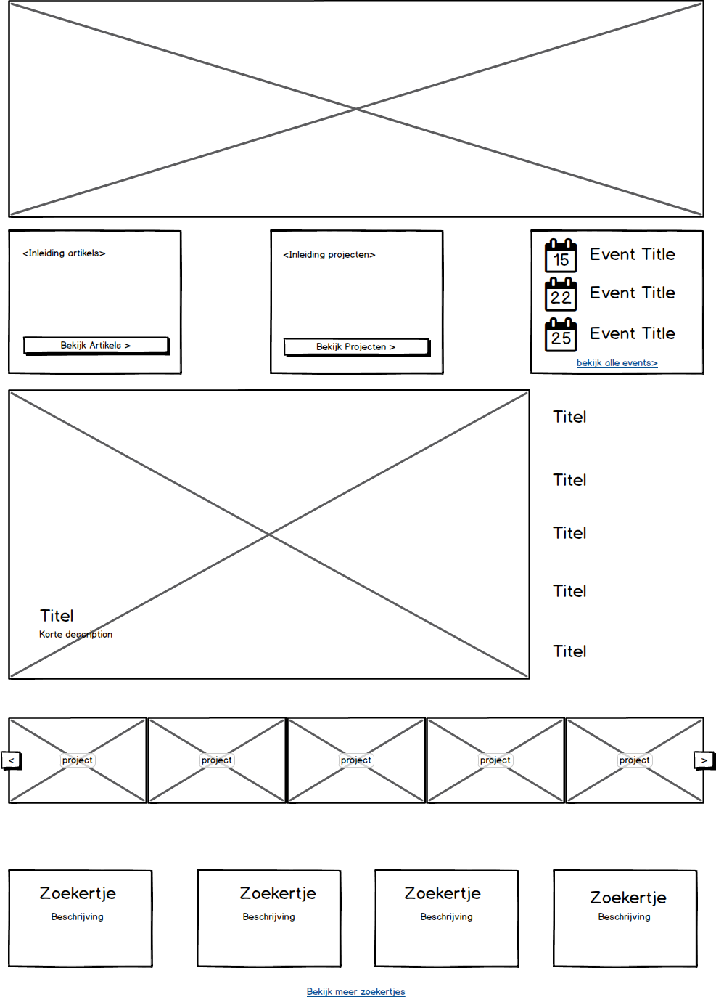 <Inleiding artikels>
Bekijk Artikels >
<Inleiding projecten>
Bekijk Projecten >
15 Event Title
22 Event Title
25 Event Title
bekijk alle events>
Titel
Korte description
Titel
Titel
Titel
Titel
Titel
<
project
project
project
project
project
>
Zoekertje
Beschrijving
Zoekertje
Beschrijving
Zoekertje
Beschrijving
Zoekertje
Beschrijving
Bekijk meer zoekertjes